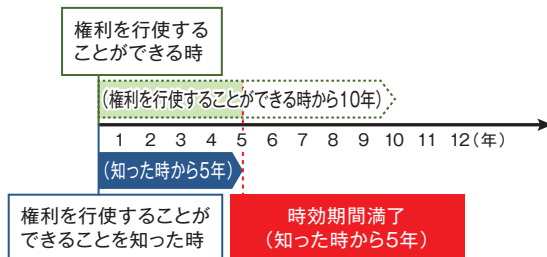 権利を行使する
ことができる時
(権利を行使することができる時から10年)
1 2 3 4 5 6 7 8 9 10 11 12(年)
(知った時から5年)
権利を行使することが
できることを知った時
時効期間満了
(知った時から5年)